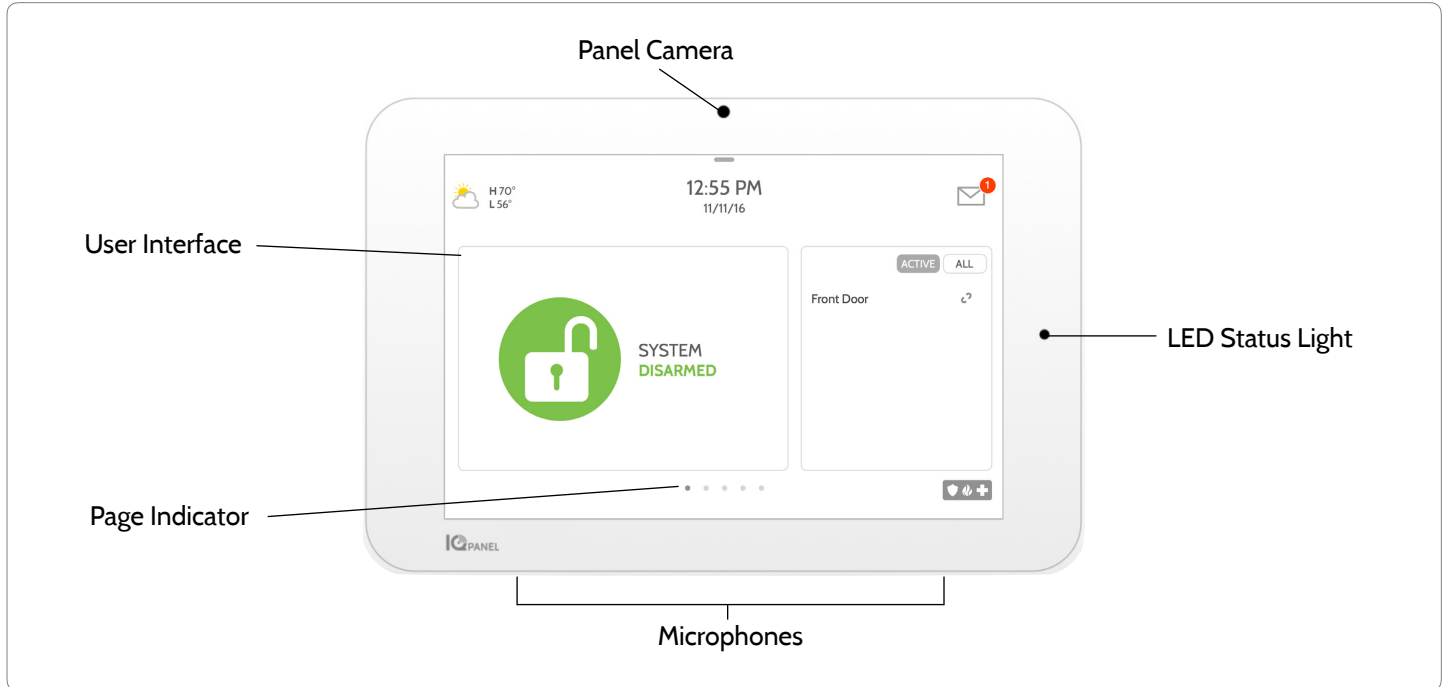 Panel Camera
H 70°
L 56°
12:55 PM
11/11/16
1
User Interface
ACTIVE
ALL
Front Door
SYSTEM
DISARMED
LED Status Light
Page Indicator
IQ PANEL
Microphones